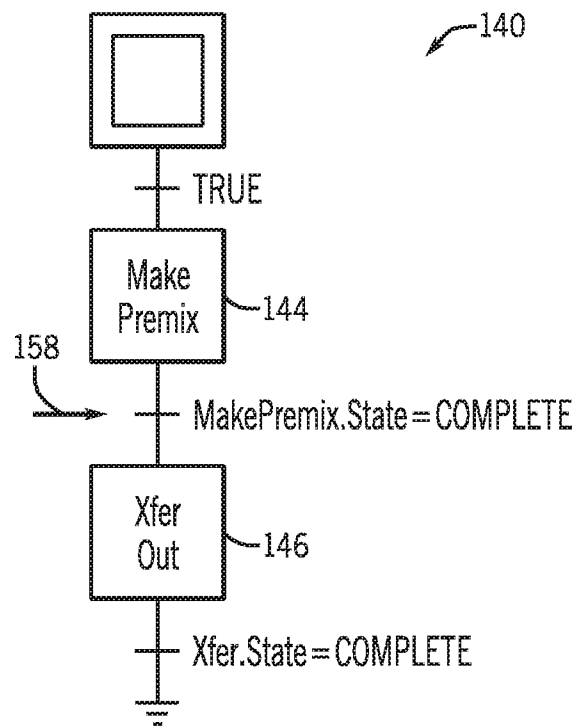 140
TRUE
Make
Premix
144
158
MakePremix.State=COMPLETE
Xfer
Out
146
Xfer.State=COMPLETE